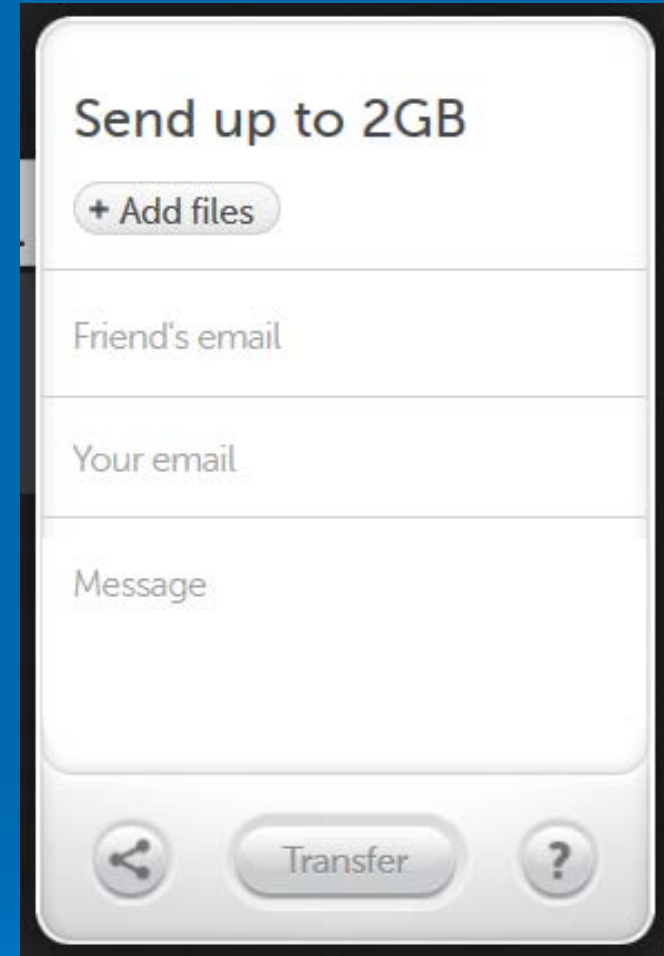 Send up to 2GB
+ Add files
Friend's email
Your email
Message
Transfer
?